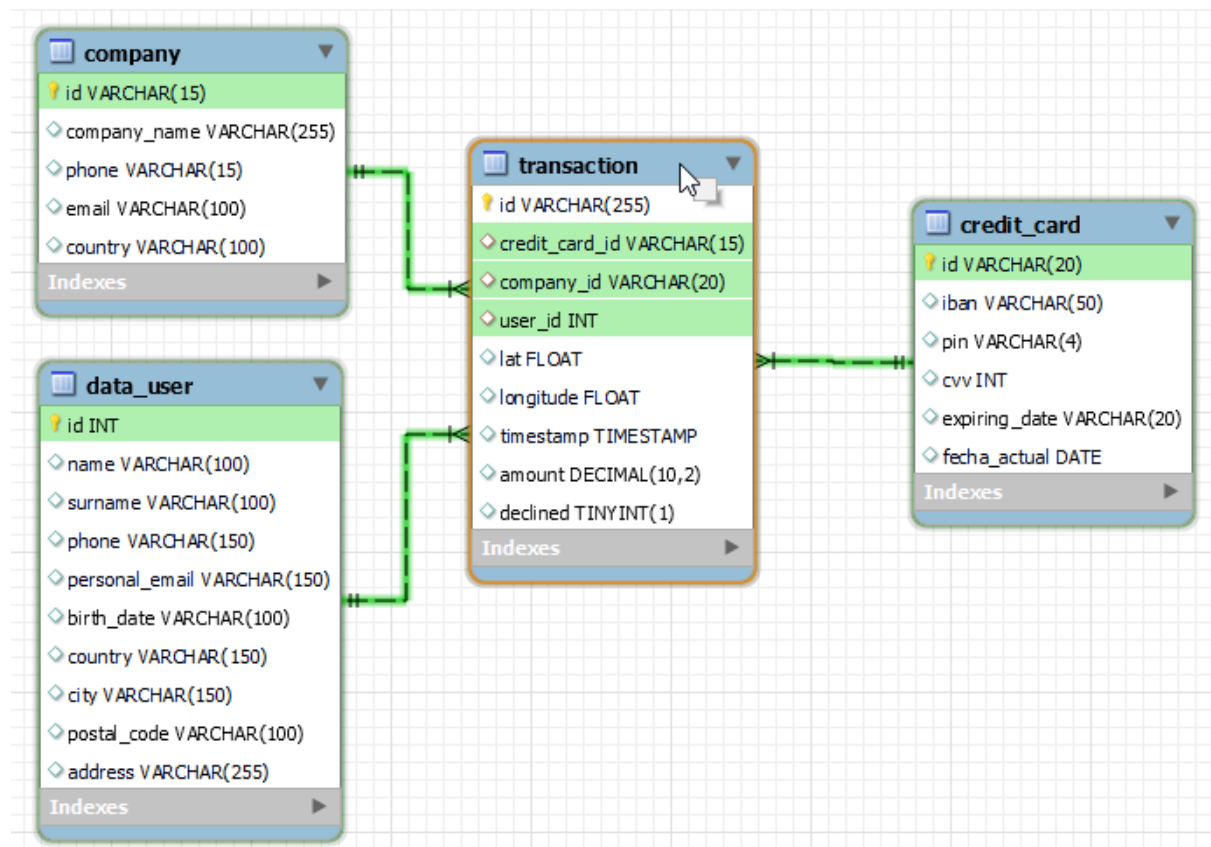 company
id VARCHAR(15)
company_name VARCHAR(255)
phone VARCHAR(15)
email VARCHAR(100)
country VARCHAR(100)
Indexes
data_user
id INT
name VARCHAR(100)
surname VARCHAR(100)
phone VARCHAR(150)
personal_email VARCHAR(150)
birth_date VARCHAR(100)
country VARCHAR(150)
city VARCHAR(150)
postal_code VARCHAR(100)
address VARCHAR(255)
Indexes
transaction
id VARCHAR(255)
credit_card_id VARCHAR(15)
company_id VARCHAR(20)
user_id INT
lat FLOAT
longitude FLOAT
timestamp TIMESTAMP
amount DECIMAL(10,2)
declined TINYINT(1)
Indexes
credit_card
id VARCHAR(20)
iban VARCHAR(50)
pin VARCHAR(4)
cvv INT
expiring_date VARCHAR(20)
fecha_actual DATE
Indexes